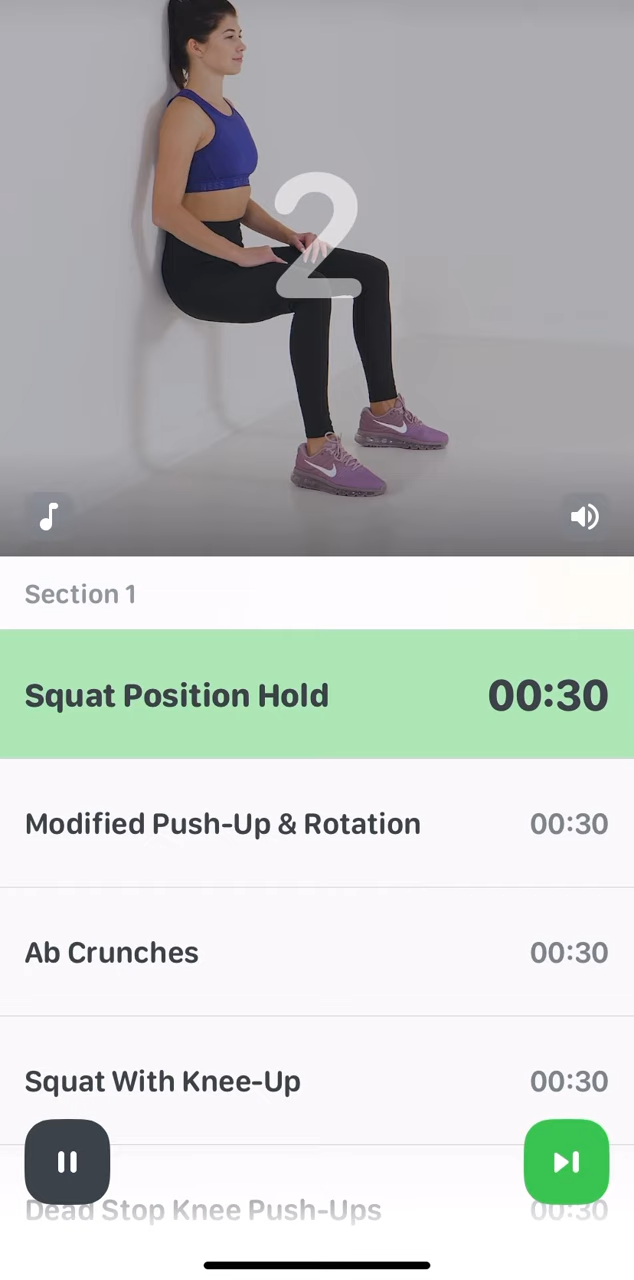 2
Section 1
Squat Position Hold 00:30
Modified Push-Up & Rotation 00:30
Ab Crunches 00:30
Squat With Knee-Up 00:30
Dead Stop Knee Push-Ups 00:30